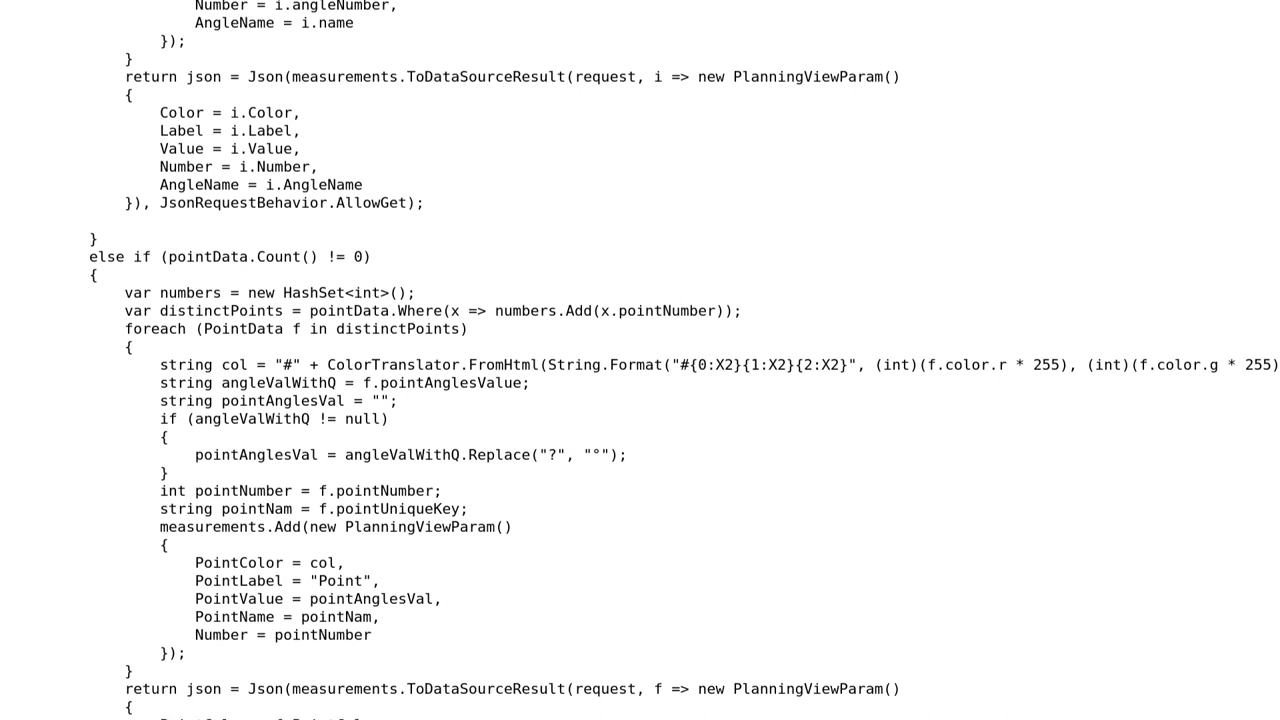 Number = i.angleNumber,
AngleName = i.name
});
}
return json = Json(measurements.ToDataSourceResult(request, i => new PlanningViewParam()
{
Color = i.Color,
Label = i.Label,
Value = i.Value,
Number = i.Number,
AngleName = i.AngleName
}), JsonRequestBehavior.AllowGet);
}
else if (pointData.Count() != 0)
{
var numbers = new HashSet<int>();
var distinctPoints = pointData.Where(x => numbers.Add(x.pointNumber));
foreach (PointData f in distinctPoints)
{
string col = "#" + ColorTranslator.FromHtml(String.Format("#{0:X2}{1:X2}{2:X2}", (int)(f.color.r * 255), (int)(f.color.g * 255)
string angleValWithQ = f.pointAnglesValue;
string pointAnglesVal = "";
if (angleValWithQ != null)
{
pointAnglesVal = angleValWithQ.Replace("?", "°");
}
int pointNumber = f.pointNumber;
string pointNam = f.pointUniqueKey;
measurements.Add(new PlanningViewParam()
{
PointColor = col,
PointLabel = "Point",
PointValue = pointAnglesVal,
PointName = pointNam,
Number = pointNumber
});
}
return json = Json(measurements.ToDataSourceResult(request, f => new PlanningViewParam()
{